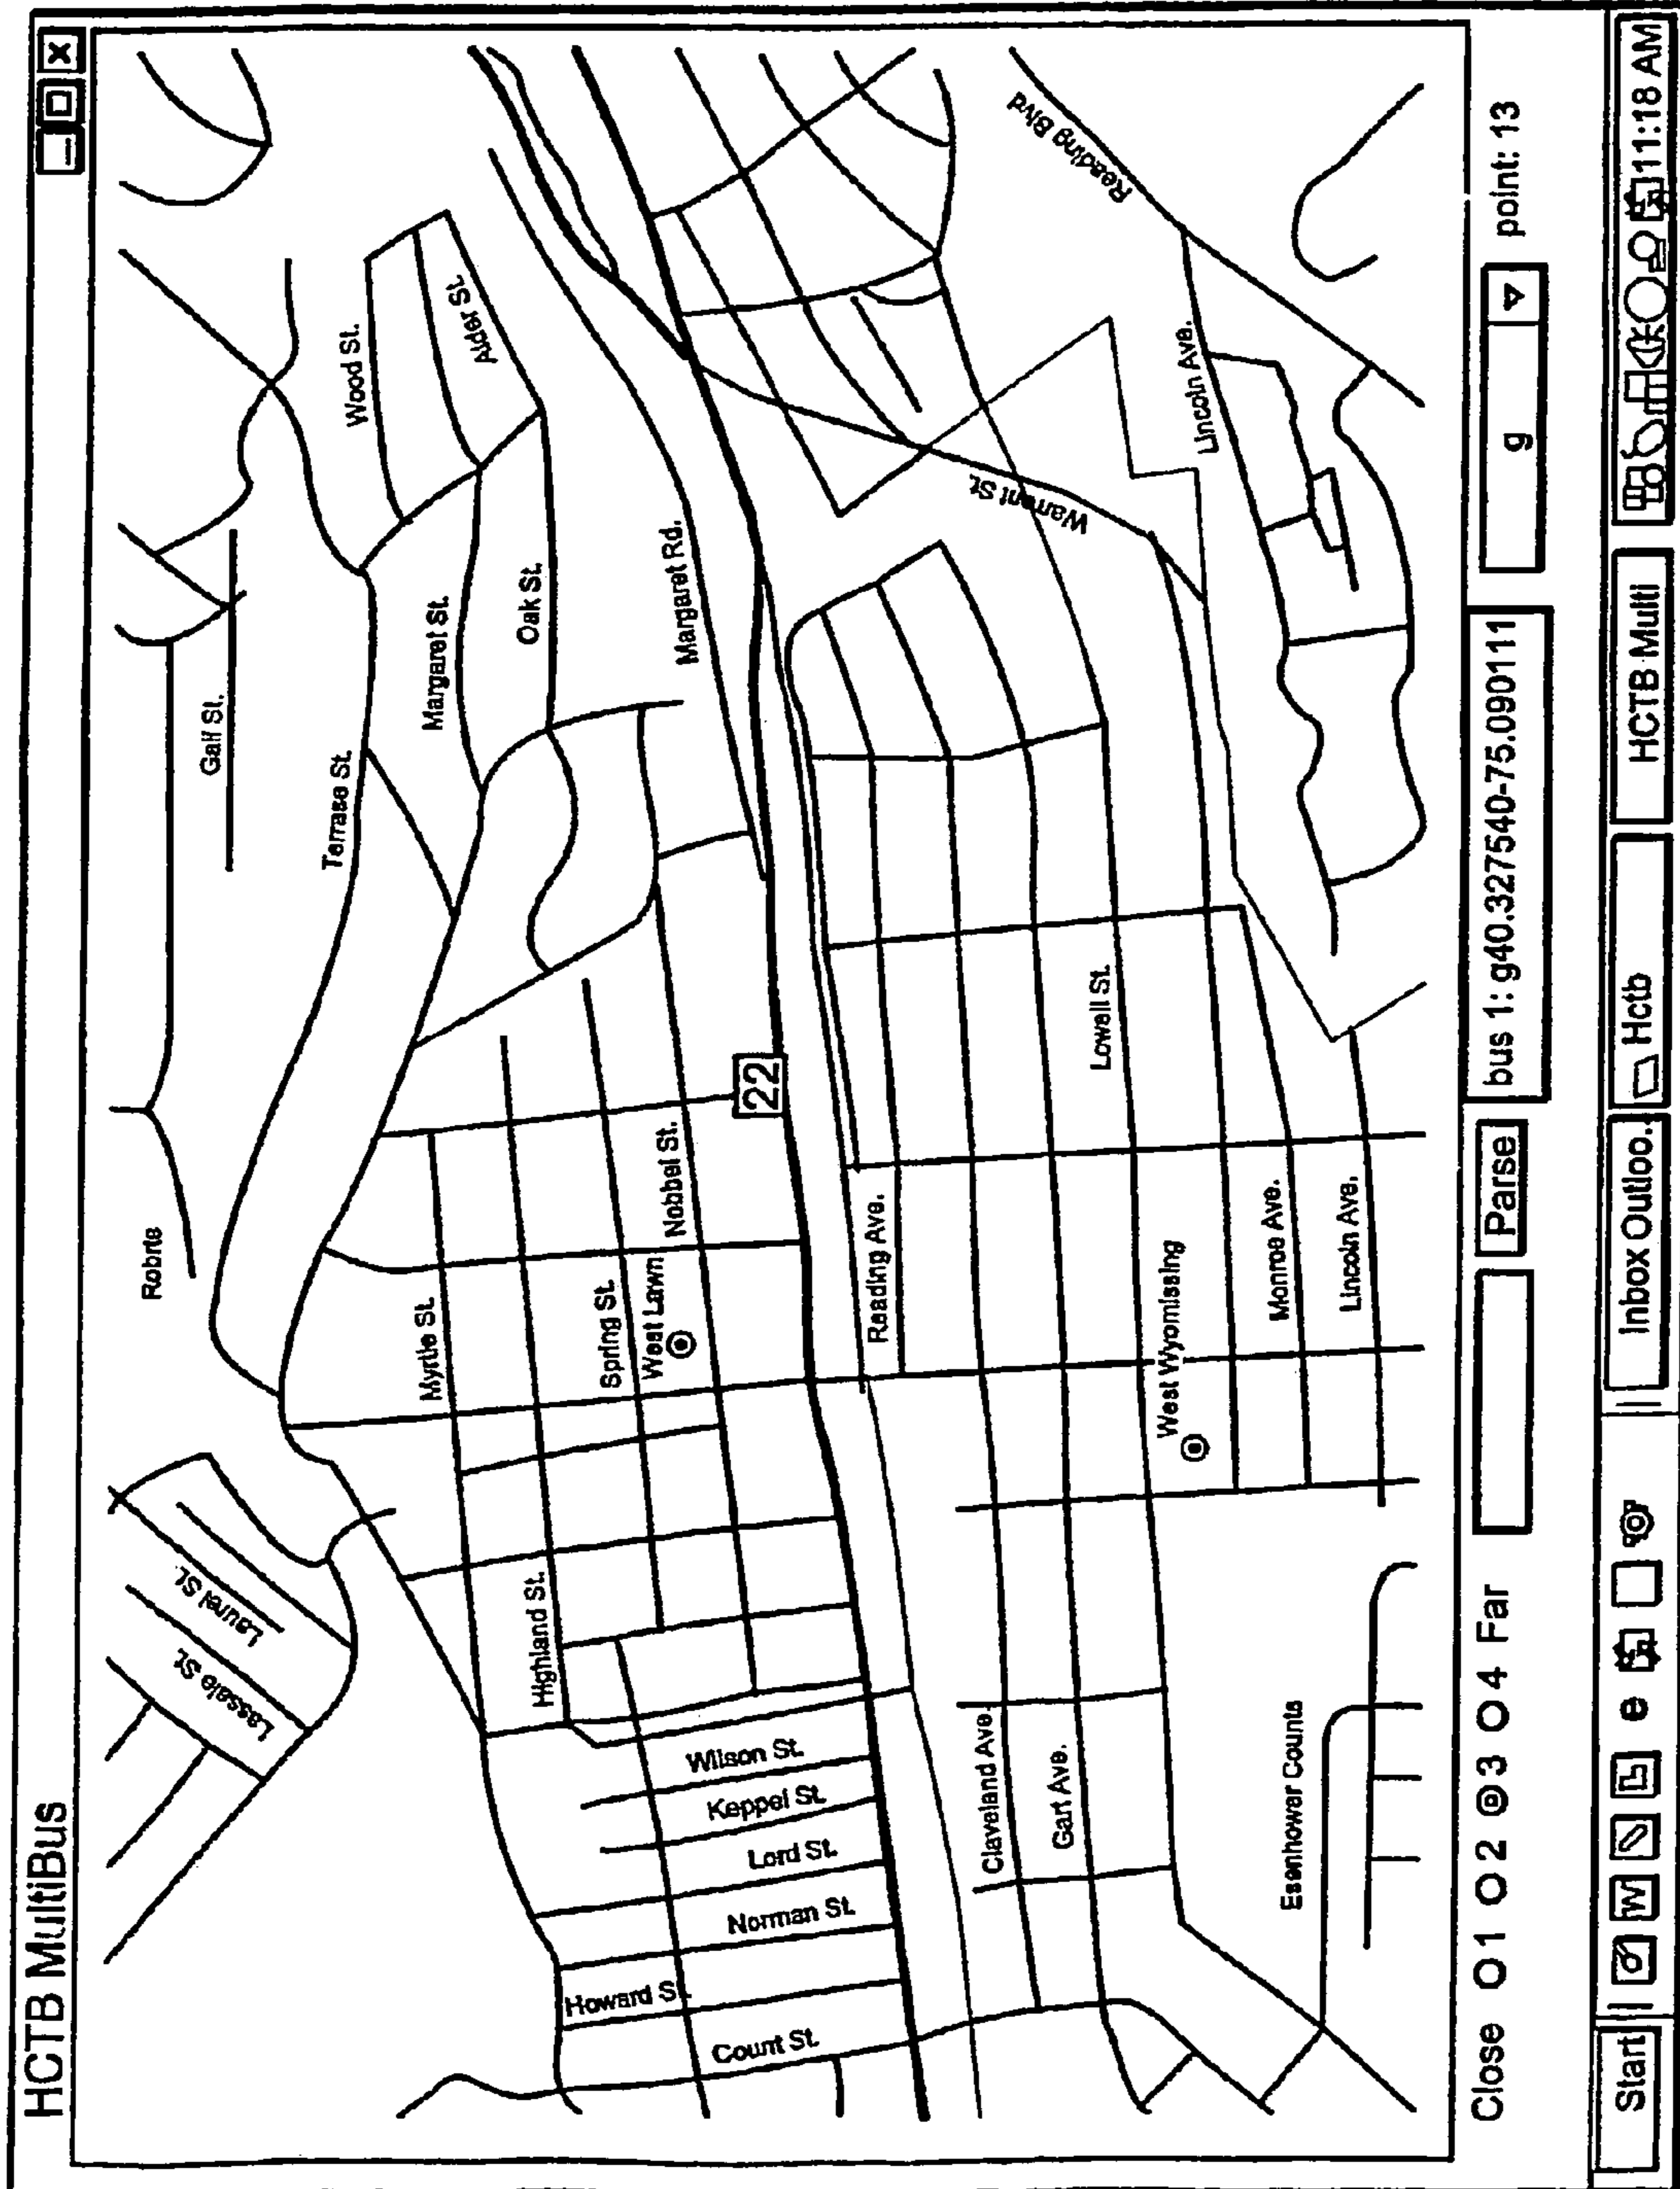 HCTB MultiBus
Lassale St.
Laurel St.
Robrte
Galf St.
Terrase St.
Wood St.
Alder St.
Margaret St.
Oak St.
Margaret Rd.
Myrtle St.
Highland St.
Spring St.
West Lawn
Nobbel St.
22
Wilson St.
Keppel St.
Lord St.
Norman St.
Howard St.
Count St.
Reading Ave.
Reading Blvd
Warrent St.
Lincoln Ave.
Lowall St.
Claveland Ave.
Gart Ave.
West Wyomissing
Monroe Ave.
Lincoln Ave.
Esenhower Counts
Close 1 2 3 4 Far Parse bus 1: g40.327540-75.090111 g point: 13
Start W e Inbox Outloo.. Hctb HCTB Multi 11:18 AM